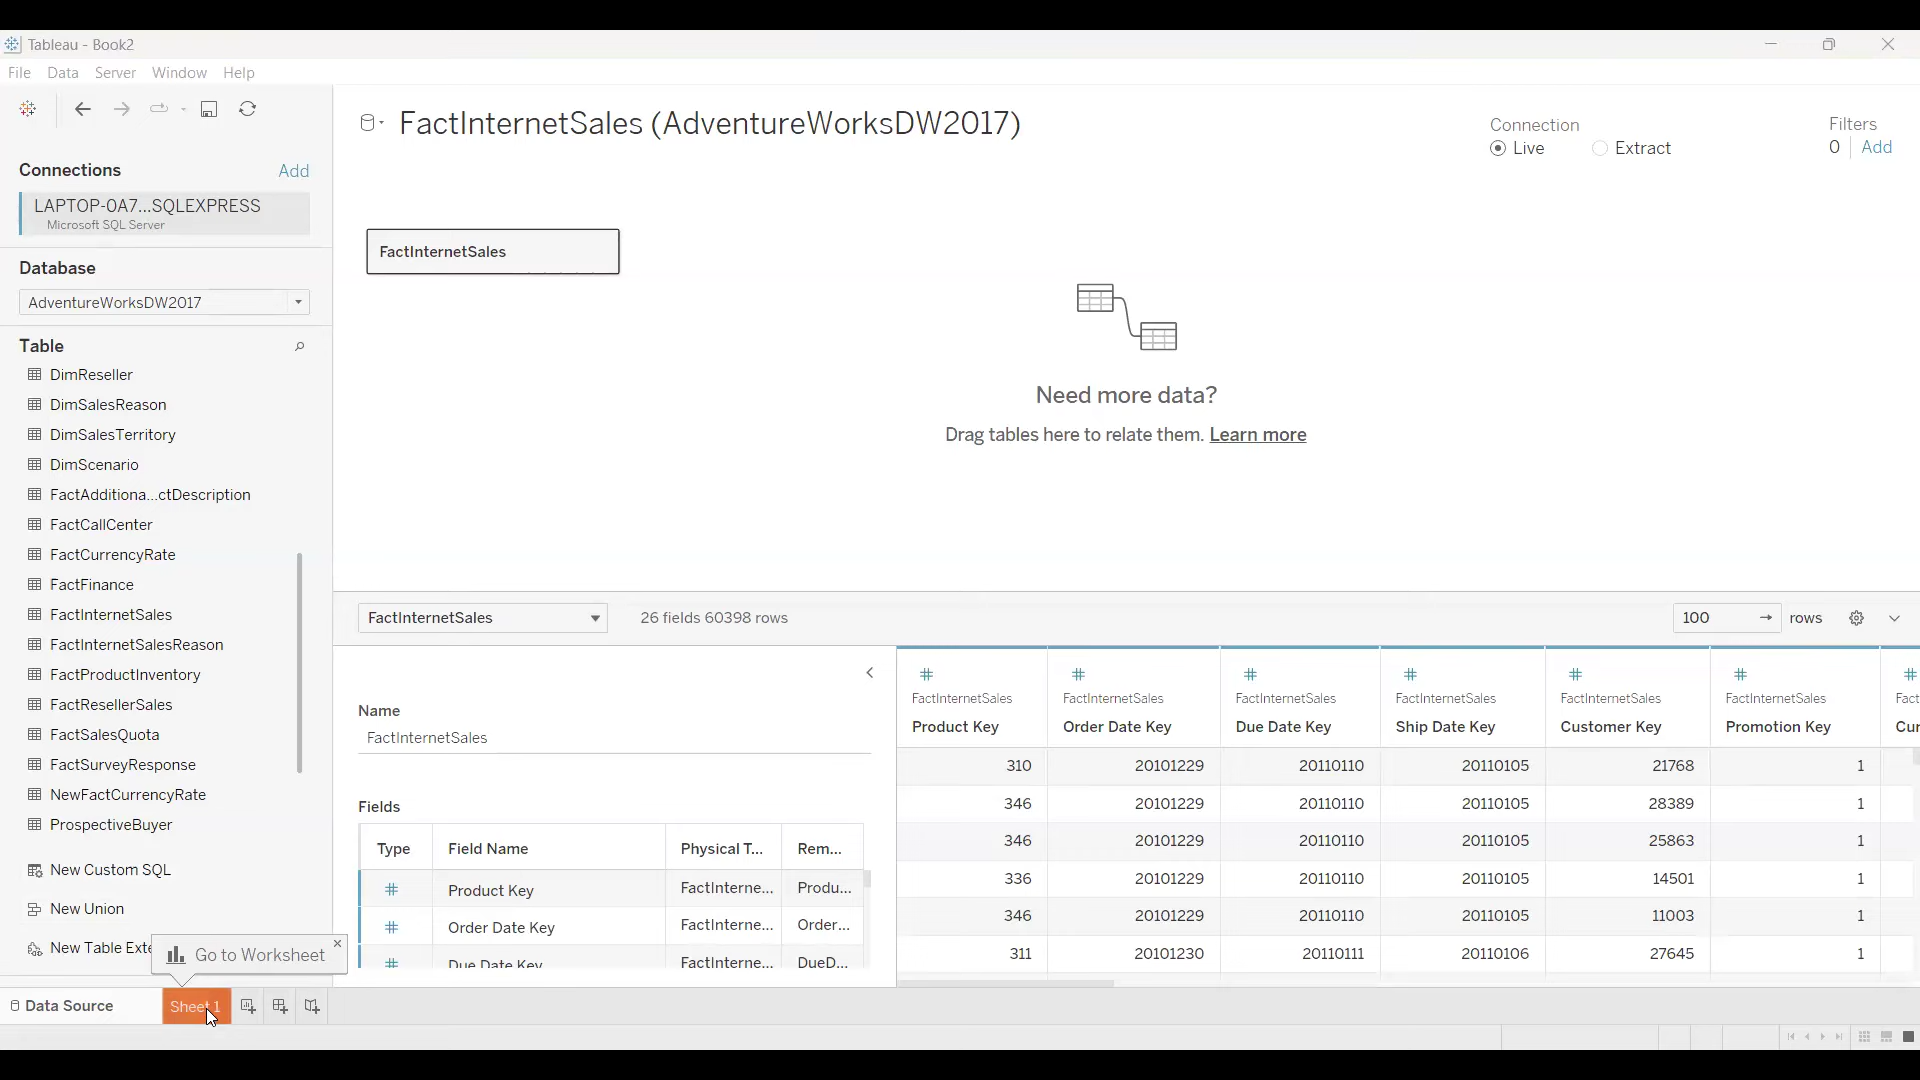 Tableau - Book2
File Data Server Window Help
Connections Add
LAPTOP-0A7...SQLEXPRESS
Microsoft SQL Server
Database
AdventureWorksDW2017
Table
DimReseller
DimSalesReason
DimSalesTerritory
DimScenario
FactAdditiona...ctDescription
FactCallCenter
FactCurrencyRate
FactFinance
FactInternetSales
FactInternetSalesReason
FactProductInventory
FactResellerSales
FactSalesQuota
FactSurveyResponse
NewFactCurrencyRate
ProspectiveBuyer
New Custom SQL
New Union
New Table Exte
Go to Worksheet
FactInternetSales (AdventureWorksDW2017)
Connection
Live Extract
Filters
0 Add
FactInternetSales
Need more data?
Drag tables here to relate them. Learn more
FactInternetSales 26 fields 60398 rows 100 rows
Name
FactInternetSales
Fields
Type Field Name Physical T... Rem...
# Product Key FactInterne... Produ...
# Order Date Key FactInterne... Order...
# Due Date Key FactInterne... DueD...
# # # # # # #
FactInternetSales FactInternetSales FactInternetSales FactInternetSales FactInternetSales FactInternetSales Fact
Product Key Order Date Key Due Date Key Ship Date Key Customer Key Promotion Key Cur
310 20101229 20110110 20110105 21768 1
346 20101229 20110110 20110105 28389 1
346 20101229 20110110 20110105 25863 1
336 20101229 20110110 20110105 14501 1
346 20101229 20110110 20110105 11003 1
311 20101230 20110111 20110106 27645 1
Data Source Sheet 1